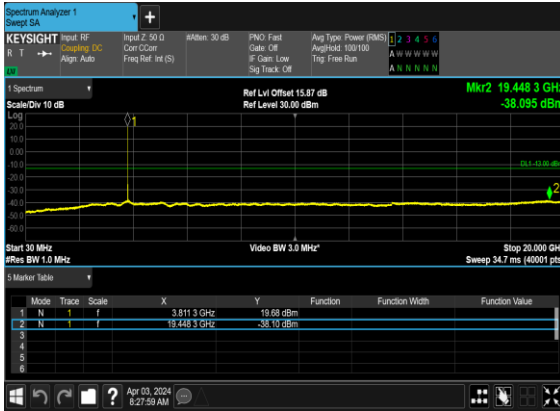 Spectrum Analyzer 1
Swept SA
+
KEYSIGHT Input: RF Input Z: 50 Ω #Atten: 30 dB PNO: Fast Avg Type: Power (RMS) 1 2 3 4 5 6
R T Coupling: DC Corr CCorr Gate: Off Avg|Hold: 100/100 A W W W W W
Align: Auto Freq Ref: Int (S) IF Gain: Low Trig: Free Run
Sig Track: Off A N N N N N
1 Spectrum Ref Lvl Offset 15.87 dB Mkr2 19.448 3 GHz
Scale/Div 10 dB Ref Level 30.00 dBm -38.095 dBm
Log
20.0 1
10.0
0.00
-10.0 DL1 -13.00 dBm
-20.0
-30.0 2
-40.0
-50.0
-60.0
Start 30 MHz Video BW 3.0 MHz* Stop 20.000 GH
#Res BW 1.0 MHz Sweep 34.7 ms (40001 pts
5 Marker Table
Mode Trace Scale X Y Function Function Width Function Value
1 N 1 f 3.811 3 GHz 19.68 dBm
2 N 1 f 19.448 3 GHz -38.10 dBm
3
4
5
6
? Apr 03, 2024
8:27:59 AM